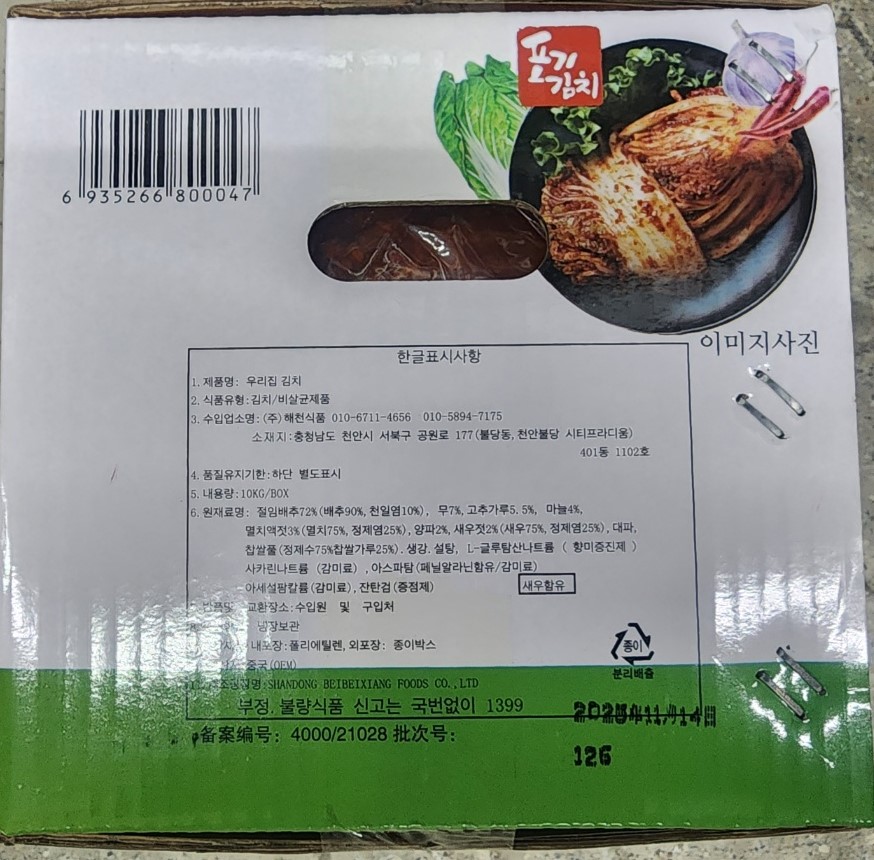 포기
김치
6 935266 800047
이미지사진
한글표시사항
1. 제품명: 우리집 김치
2. 식품유형:김치/비살균제품
3. 수입업소명:(주)해천식품 010-6711-4656 010-5894-7175
소재지:충청남도 천안시 서북구 공원로 177(불당동,천안불당 시티프라디움)
401동 1102호
4. 품질유지기한:하단 별도표시
5. 내용량:10KG/BOX
6. 원재료명: 절임배추72%(배추90%,천일염10%), 무7%,고추가루5.5%, 마늘4%,
멸치액젓3%(멸치75%,정제염25%),양파2%,새우젓2%(새우75%,정제염25%),대파,
찹쌀풀(정제수75%찹쌀가루25%).생강.설탕, L-글루탐산나트륨 ( 향미증진제 )
사카린나트륨 (감미료) ,아스파탐(페닐알라닌함유/감미료)
아세설팜칼륨(감미료),잔탄검(증점제)
새우함유
교환장소:수입원 및 구입처
냉장보관
내포장:폴리에틸렌,외포장: 종이박스
중국(OEM)
SHANDONG BEIBEIXIANG FOODS CO.,LTD
부정,불량식품 신고는 국번없이 1399
종이
분리배출
备案编号: 4000/21028 批次号:
126